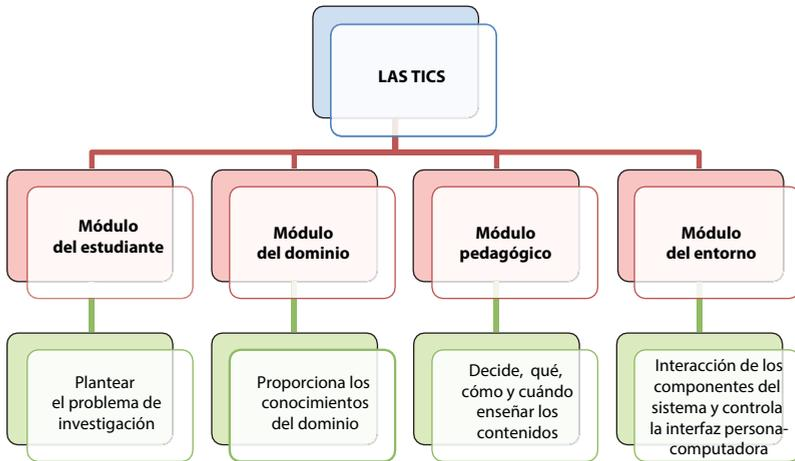 LAS TICS
Módulo
del estudiante
Módulo
del dominio
Módulo
pedagógico
Módulo
del entorno
Plantear
el problema de
investigación
Proporciona los
conocimientos
del dominio
Decide, qué,
cómo y cuándo
enseñar los
contenidos
Interacción de los
componentes del
sistema y controla
la interfaz persona-
computadora